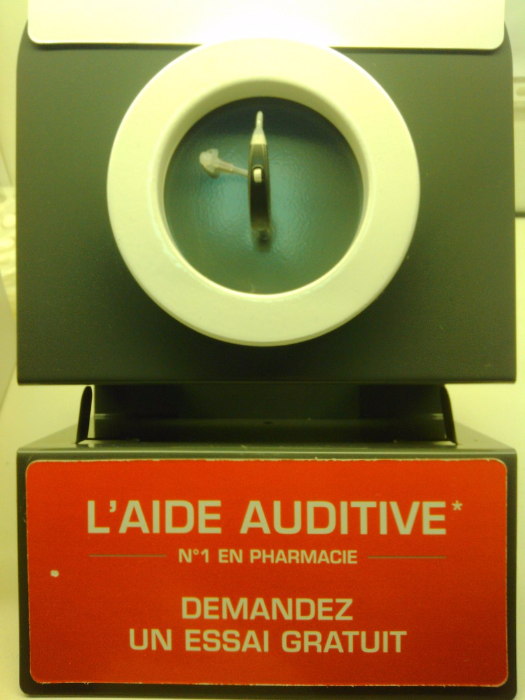 L'AIDE AUDITIVE*
N°1 EN PHARMACIE
DEMANDEZ
UN ESSAI GRATUIT